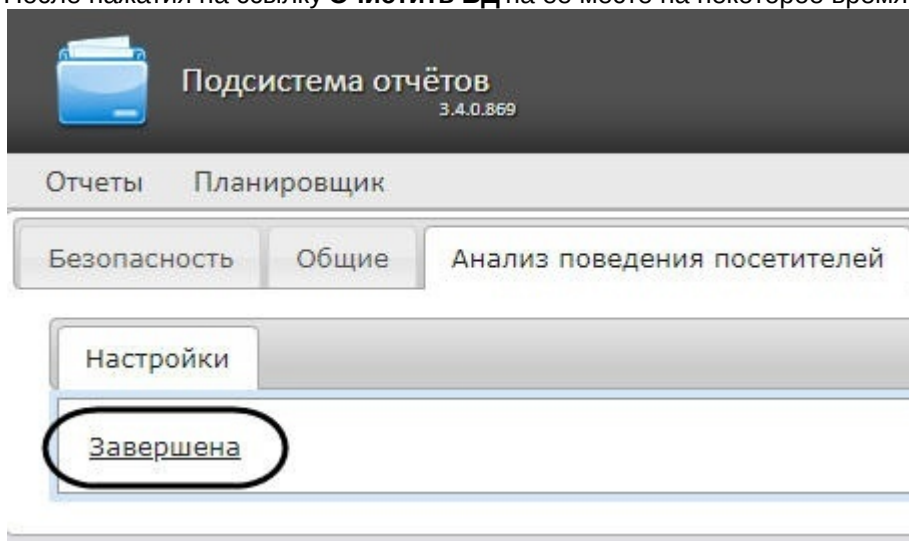 После нажатия на ссылку Очистить БД на ее место на некоторое время
Подсистема отчётов
3.4.0.869
Отчеты Планировщик
Безопасность Общие Анализ поведения посетителей
Настройки
Завершена